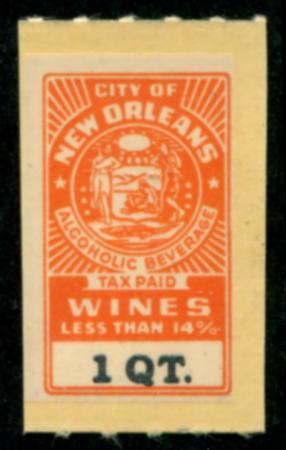 CITY OF
NEW ORLEANS
ALCOHOLIC BEVERAGE
TAX PAID
WINES
LESS THAN 14%
1 QT.